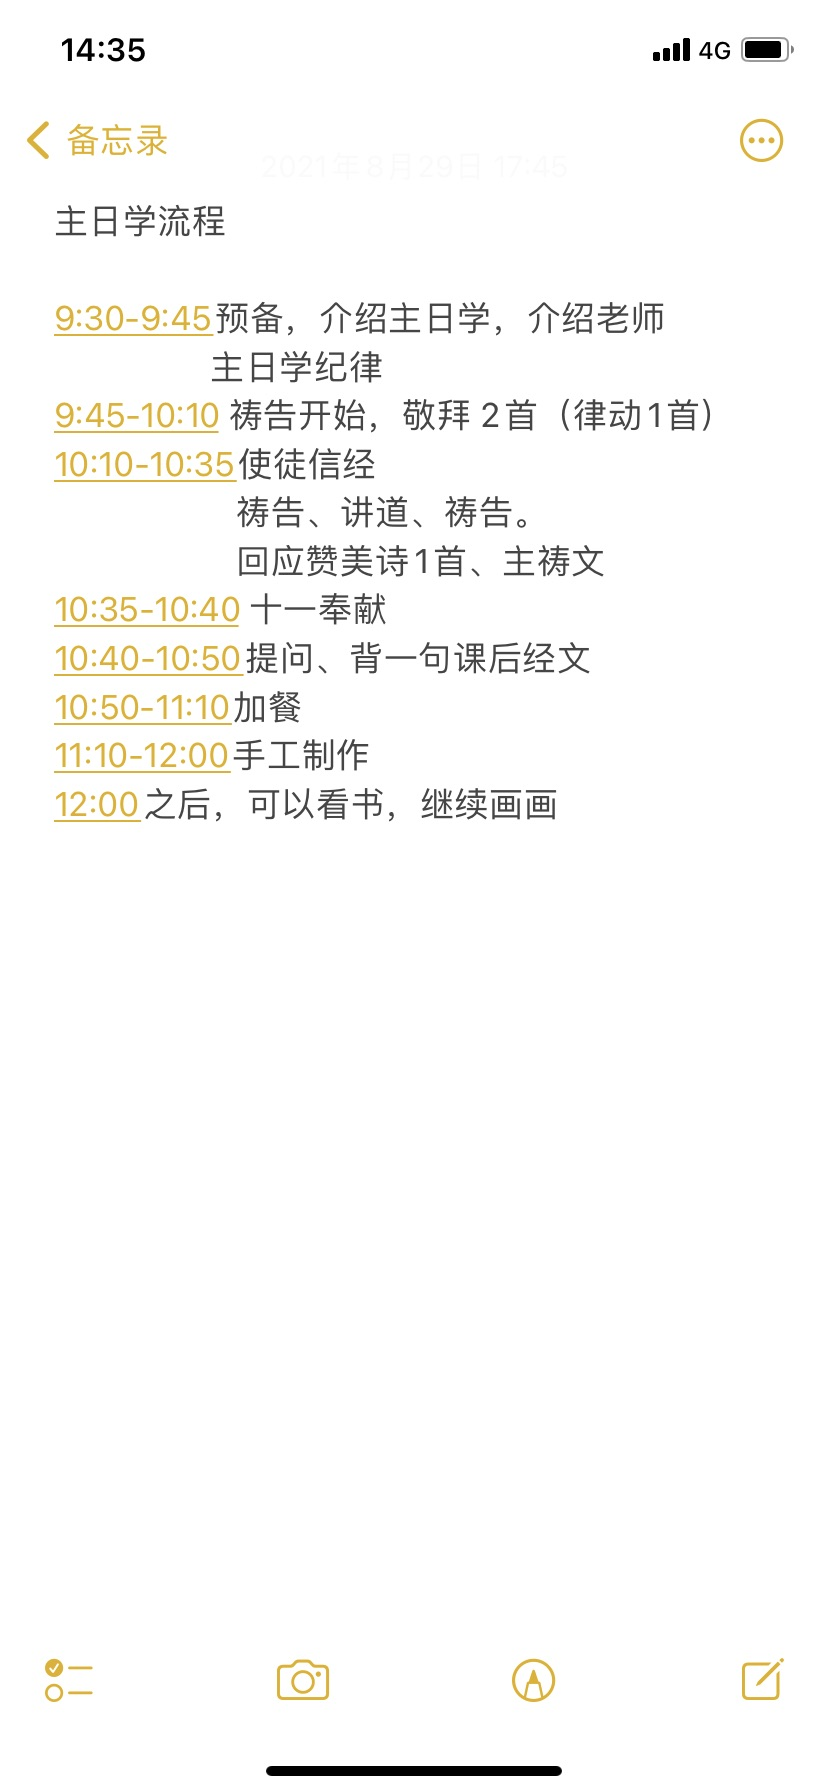 14:35
4G
备忘录
2021年8月29日 17:45
主日学流程
9:30-9:45预备，介绍主日学，介绍老师
主日学纪律
9:45-10:10 祷告开始，敬拜 2首（律动1首）
10:10-10:35使徒信经
祷告、讲道、祷告。
回应赞美诗1首、主祷文
10:35-10:40 十一奉献
10:40-10:50提问、背一句课后经文
10:50-11:10加餐
11:10-12:00手工制作
12:00之后，可以看书，继续画画